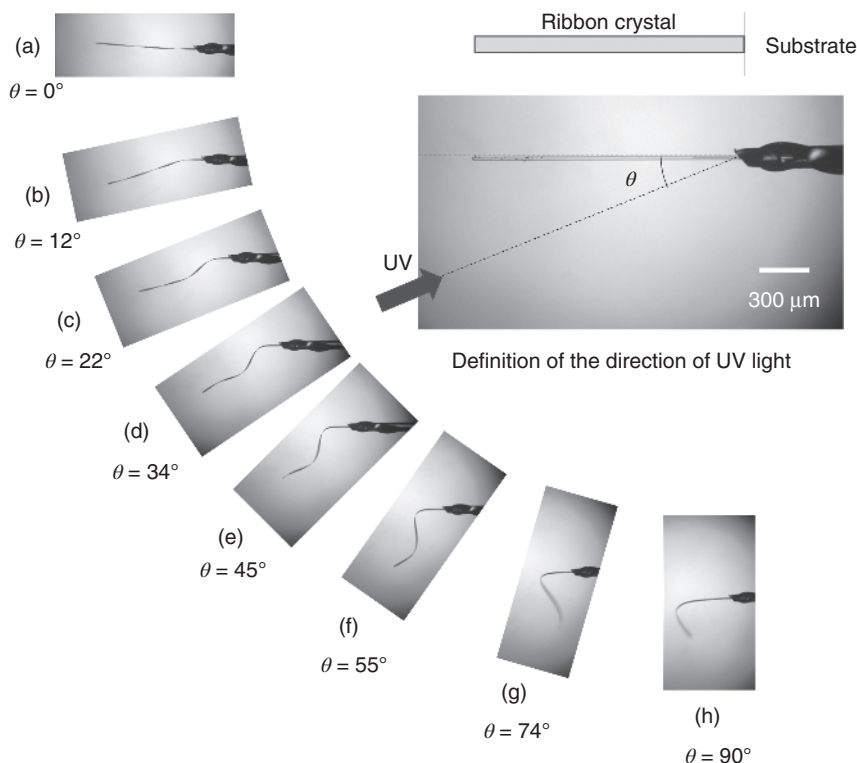 (a)
θ = 0°
(b)
θ = 12°
(c)
θ = 22°
(d)
θ = 34°
(e)
θ = 45°
(f)
θ = 55°
(g)
θ = 74°
(h)
θ = 90°
Ribbon crystal
Substrate
θ
UV
300 μm
Definition of the direction of UV light